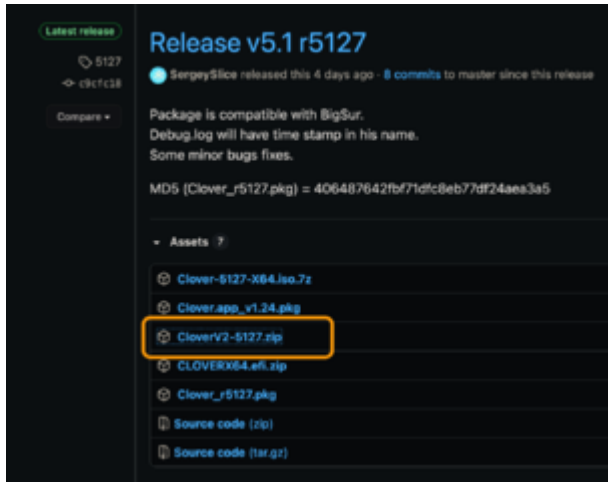 Latest release
5127
c9cfc18
Compare
Release v5.1 r5127
SergeySlice released this 4 days ago · 8 commits to master since this release
Package is compatible with BigSur.
Debug.log will have time stamp in his name.
Some minor bugs fixes.
MD5 (Clover_r5127.pkg) = 406487642fbf71dfc8eb77df24aea3a5
Assets 7
Clover-5127-X64.iso.7z
Clover.app_v1.24.pkg
CloverV2-5127.zip
CLOVERX64.efi.zip
Clover_r5127.pkg
Source code (zip)
Source code (tar.gz)